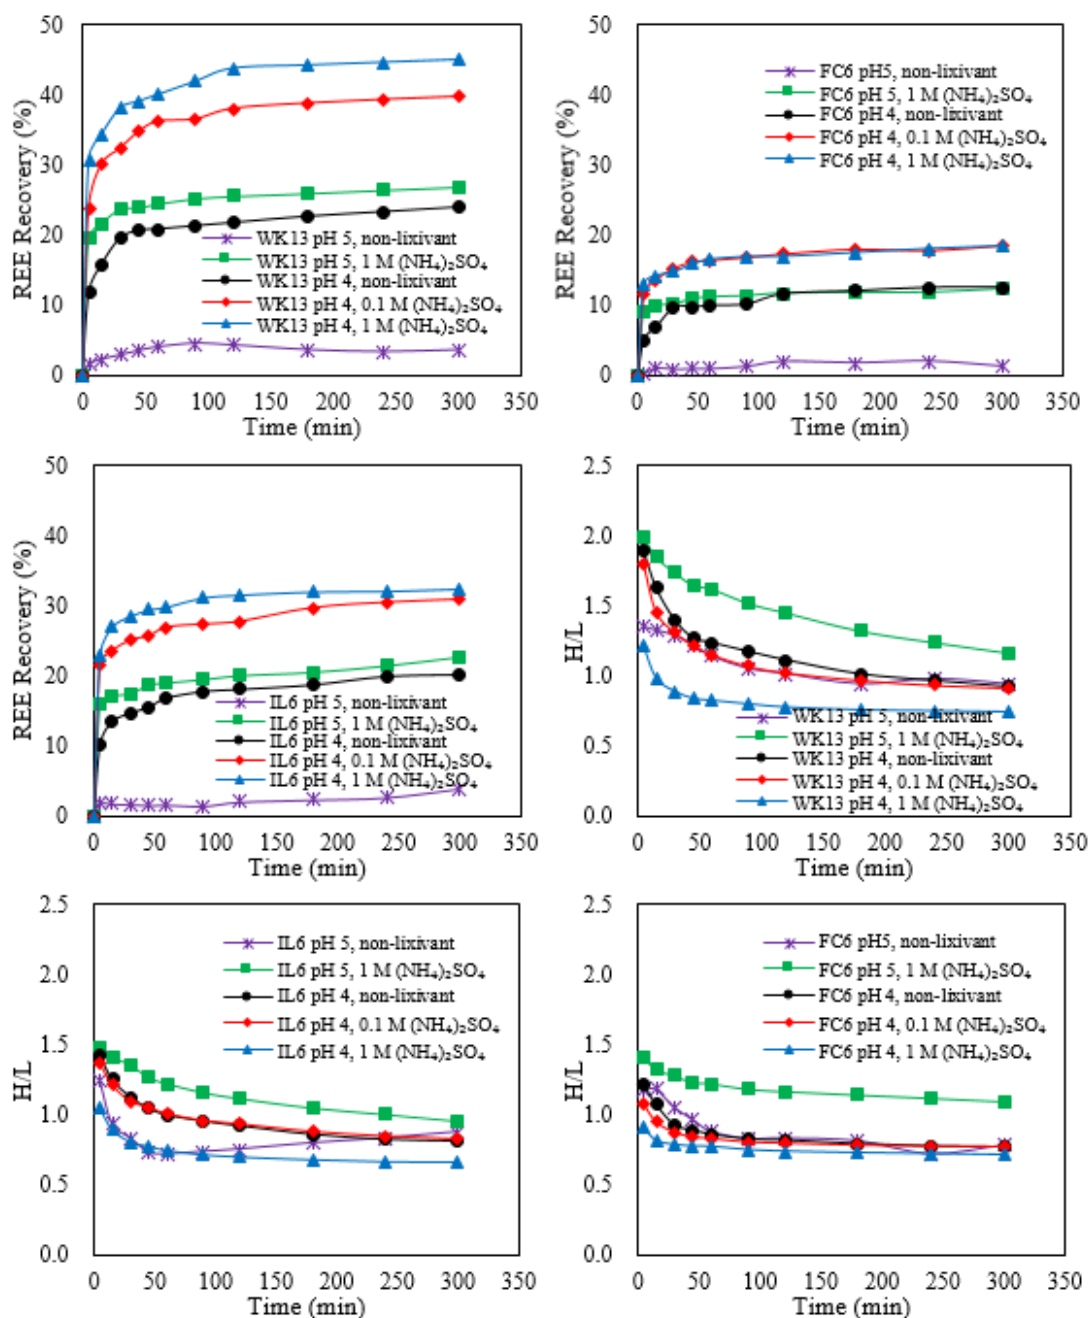 REE Recovery (%)
50
40
30
20
10
0
WK13 pH 5, non-lixivant
WK13 pH 5, 1 M (NH₄)₂SO₄
WK13 pH 4, non-lixivant
WK13 pH 4, 0.1 M (NH₄)₂SO₄
WK13 pH 4, 1 M (NH₄)₂SO₄
0 50 100 150 200 250 300 350
Time (min)
REE Recovery (%)
50
40
30
20
10
0
FC6 pH5, non-lixivant
FC6 pH 5, 1 M (NH₄)₂SO₄
FC6 pH 4, non-lixivant
FC6 pH 4, 0.1 M (NH₄)₂SO₄
FC6 pH 4, 1 M (NH₄)₂SO₄
0 50 100 150 200 250 300 350
Time (min)
REE Recovery (%)
50
40
30
20
10
0
IL6 pH 5, non-lixivant
IL6 pH 5, 1 M (NH₄)₂SO₄
IL6 pH 4, non-lixivant
IL6 pH 4, 0.1 M (NH₄)₂SO₄
IL6 pH 4, 1 M (NH₄)₂SO₄
0 50 100 150 200 250 300 350
Time (min)
H/L
2.5
2.0
1.5
1.0
0.5
0.0
WK13 pH 5, non-lixivant
WK13 pH 5, 1 M (NH₄)₂SO₄
WK13 pH 4, non-lixivant
WK13 pH 4, 0.1 M (NH₄)₂SO₄
WK13 pH 4, 1 M (NH₄)₂SO₄
0 50 100 150 200 250 300 350
Time (min)
H/L
2.5
2.0
1.5
1.0
0.5
0.0
IL6 pH 5, non-lixivant
IL6 pH 5, 1 M (NH₄)₂SO₄
IL6 pH 4, non-lixivant
IL6 pH 4, 0.1 M (NH₄)₂SO₄
IL6 pH 4, 1 M (NH₄)₂SO₄
0 50 100 150 200 250 300 350
Time (min)
H/L
2.5
2.0
1.5
1.0
0.5
0.0
FC6 pH5, non-lixivant
FC6 pH 5, 1 M (NH₄)₂SO₄
FC6 pH 4, non-lixivant
FC6 pH 4, 0.1 M (NH₄)₂SO₄
FC6 pH 4, 1 M (NH₄)₂SO₄
0 50 100 150 200 250 300 350
Time (min)